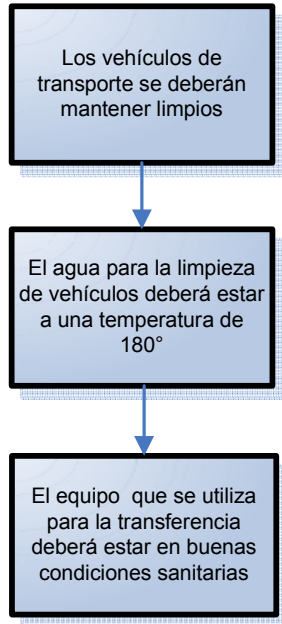 Los vehículos de
transporte se deberán
mantener limpios
El agua para la limpieza
de vehículos deberá estar
a una temperatura de
180°
El equipo que se utiliza
para la transferencia
deberá estar en buenas
condiciones sanitarias